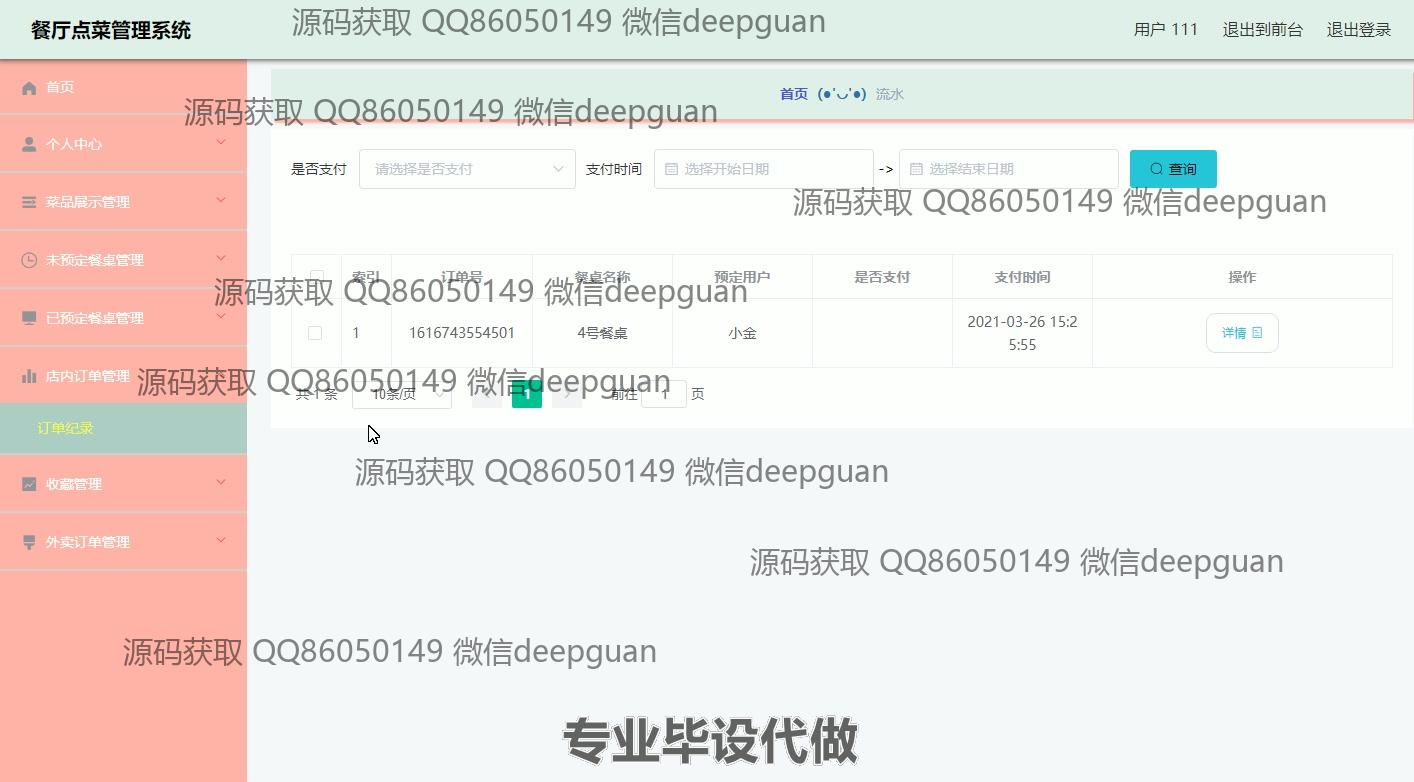 餐厅点菜管理系统
源码获取 QQ86050149 微信deepguan
用户 111 退出到前台 退出登录
首页
首页 (●'◡'●) 流水
源码获取 QQ86050149 微信deepguan
个人中心
是否支付 请选择是否支付 支付时间 选择开始日期 -> 选择结束日期 查询
菜品展示管理
源码获取 QQ86050149 微信deepguan
未预定餐桌管理
索引 订单号 餐桌名称 预定用户 是否支付 支付时间 操作
源码获取 QQ86050149 微信deepguan
已预定餐桌管理
1 1616743554501 4号餐桌 小金 2021-03-26 15:2
5:55 详情
店内订单管理
源码获取 QQ86050149 微信deepguan
共 1 条 10条/页 1 前往 1 页
订单纪录
源码获取 QQ86050149 微信deepguan
收藏管理
外卖订单管理
源码获取 QQ86050149 微信deepguan
源码获取 QQ86050149 微信deepguan
专业毕设代做